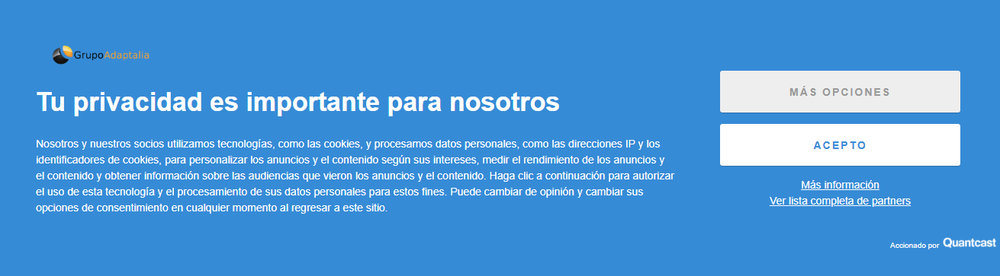 GrupoAdaptalia
Tu privacidad es importante para nosotros
Nosotros y nuestros socios utilizamos tecnologías, como las cookies, y procesamos datos personales, como las direcciones IP y los
identificadores de cookies, para personalizar los anuncios y el contenido según sus intereses, medir el rendimiento de los anuncios y
el contenido y obtener información sobre las audiencias que vieron los anuncios y el contenido. Haga clic a continuación para autorizar
el uso de esta tecnología y el procesamiento de sus datos personales para estos fines. Puede cambiar de opinión y cambiar sus
opciones de consentimiento en cualquier momento al regresar a este sitio.
MÁS OPCIONES
ACEPTO
Más información
Ver lista completa de partners
Accionado por Quantcast